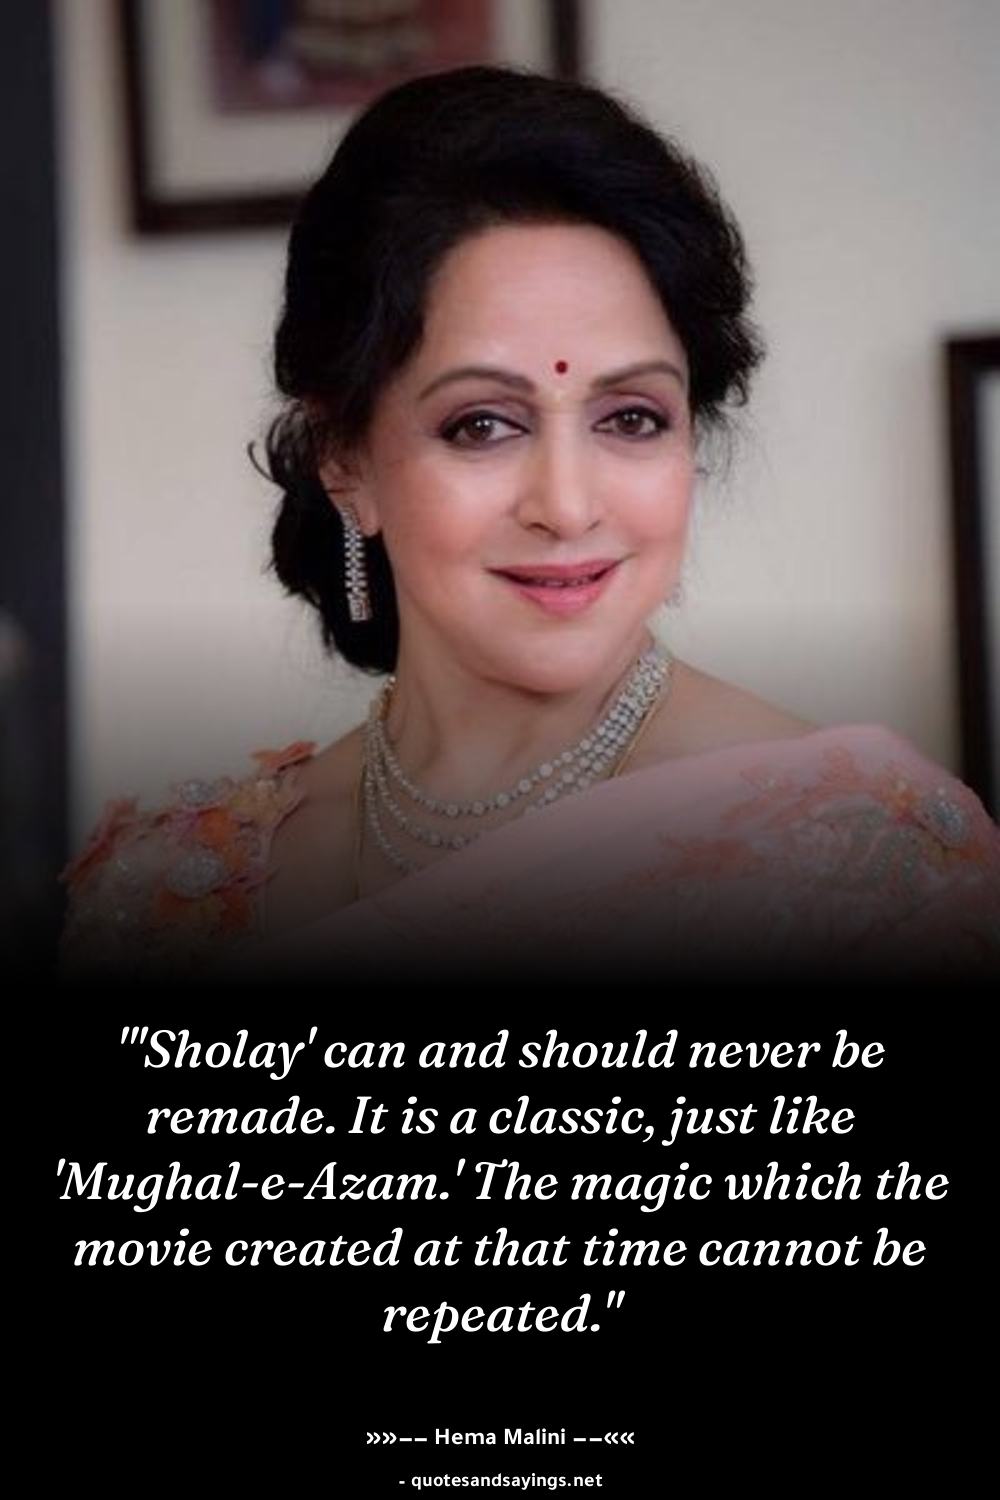 "'Sholay' can and should never be
remade. It is a classic, just like
'Mughal-e-Azam.' The magic which the
movie created at that time cannot be
repeated."
»»–– Hema Malini ––««
- quotesandsayings.net